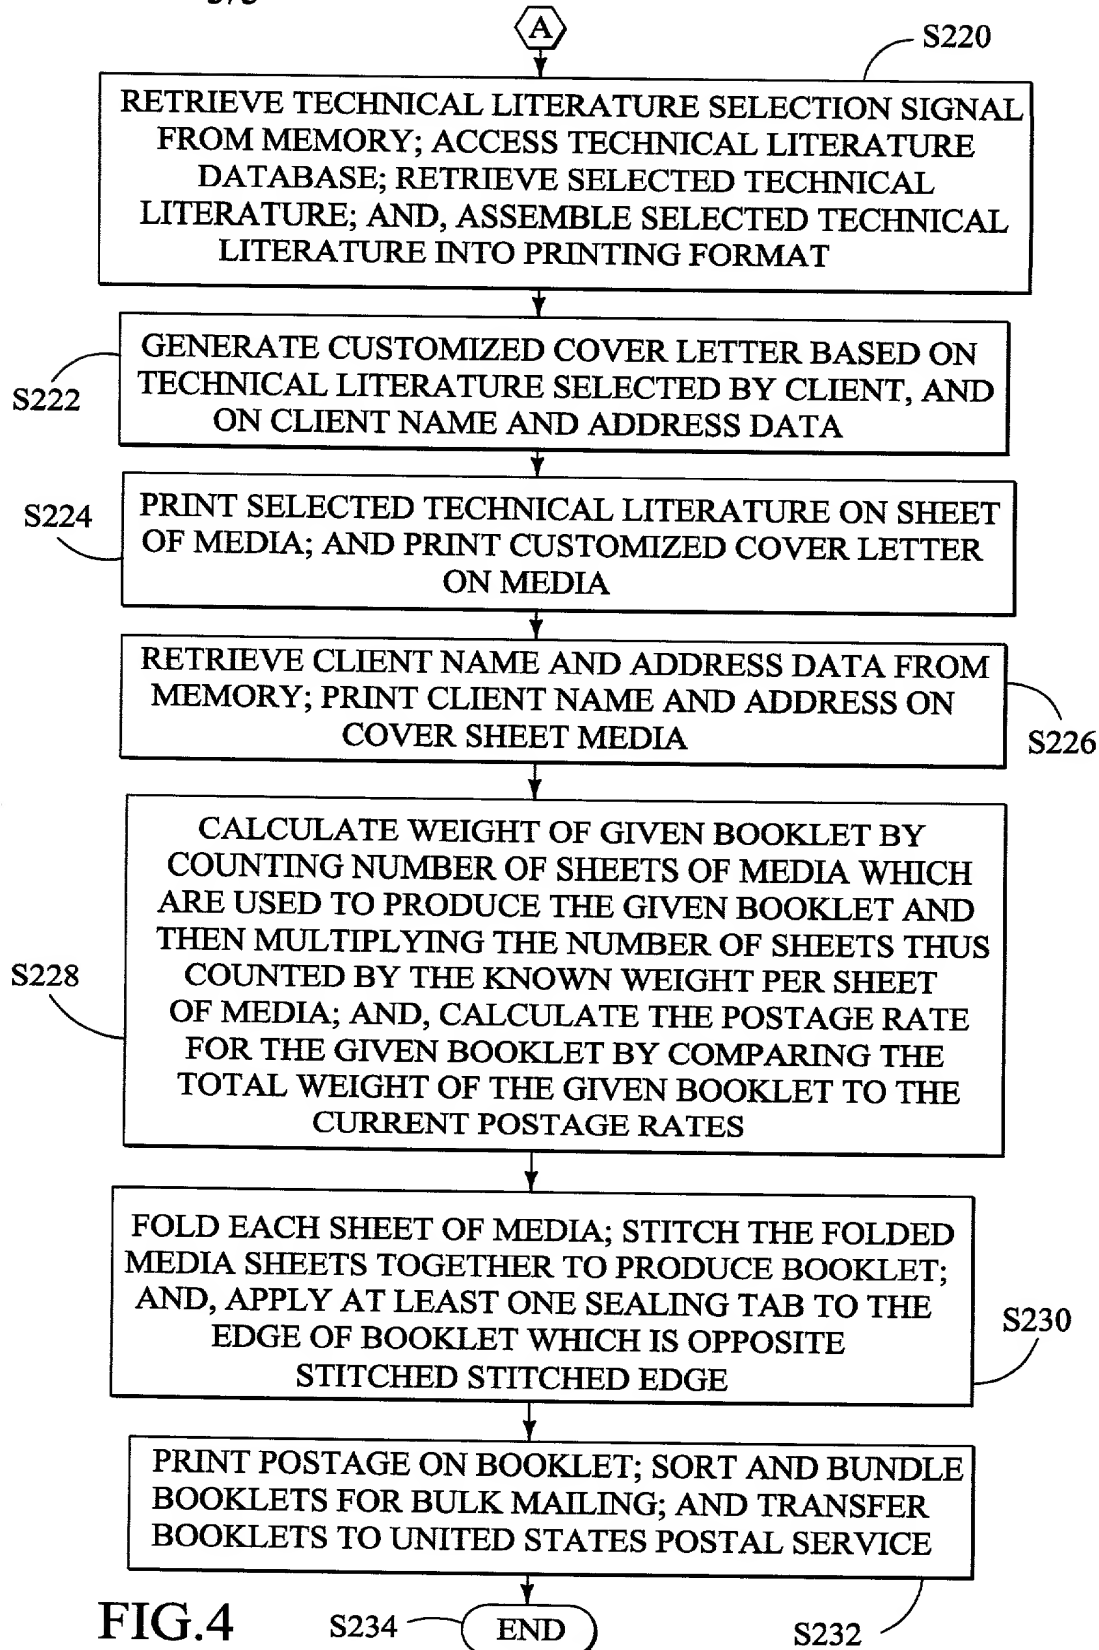 A
S220
RETRIEVE TECHNICAL LITERATURE SELECTION SIGNAL
FROM MEMORY; ACCESS TECHNICAL LITERATURE
DATABASE; RETRIEVE SELECTED TECHNICAL
LITERATURE; AND, ASSEMBLE SELECTED TECHNICAL
LITERATURE INTO PRINTING FORMAT
S222
GENERATE CUSTOMIZED COVER LETTER BASED ON
TECHNICAL LITERATURE SELECTED BY CLIENT, AND
ON CLIENT NAME AND ADDRESS DATA
S224
PRINT SELECTED TECHNICAL LITERATURE ON SHEET
OF MEDIA; AND PRINT CUSTOMIZED COVER LETTER
ON MEDIA
RETRIEVE CLIENT NAME AND ADDRESS DATA FROM
MEMORY; PRINT CLIENT NAME AND ADDRESS ON
COVER SHEET MEDIA
S226
CALCULATE WEIGHT OF GIVEN BOOKLET BY
COUNTING NUMBER OF SHEETS OF MEDIA WHICH
ARE USED TO PRODUCE THE GIVEN BOOKLET AND
THEN MULTIPLYING THE NUMBER OF SHEETS THUS
COUNTED BY THE KNOWN WEIGHT PER SHEET
OF MEDIA; AND, CALCULATE THE POSTAGE RATE
FOR THE GIVEN BOOKLET BY COMPARING THE
TOTAL WEIGHT OF THE GIVEN BOOKLET TO THE
CURRENT POSTAGE RATES
S228
FOLD EACH SHEET OF MEDIA; STITCH THE FOLDED
MEDIA SHEETS TOGETHER TO PRODUCE BOOKLET;
AND, APPLY AT LEAST ONE SEALING TAB TO THE
EDGE OF BOOKLET WHICH IS OPPOSITE
STITCHED STITCHED EDGE
S230
PRINT POSTAGE ON BOOKLET; SORT AND BUNDLE
BOOKLETS FOR BULK MAILING; AND TRANSFER
BOOKLETS TO UNITED STATES POSTAL SERVICE
S232
FIG.4
S234
END